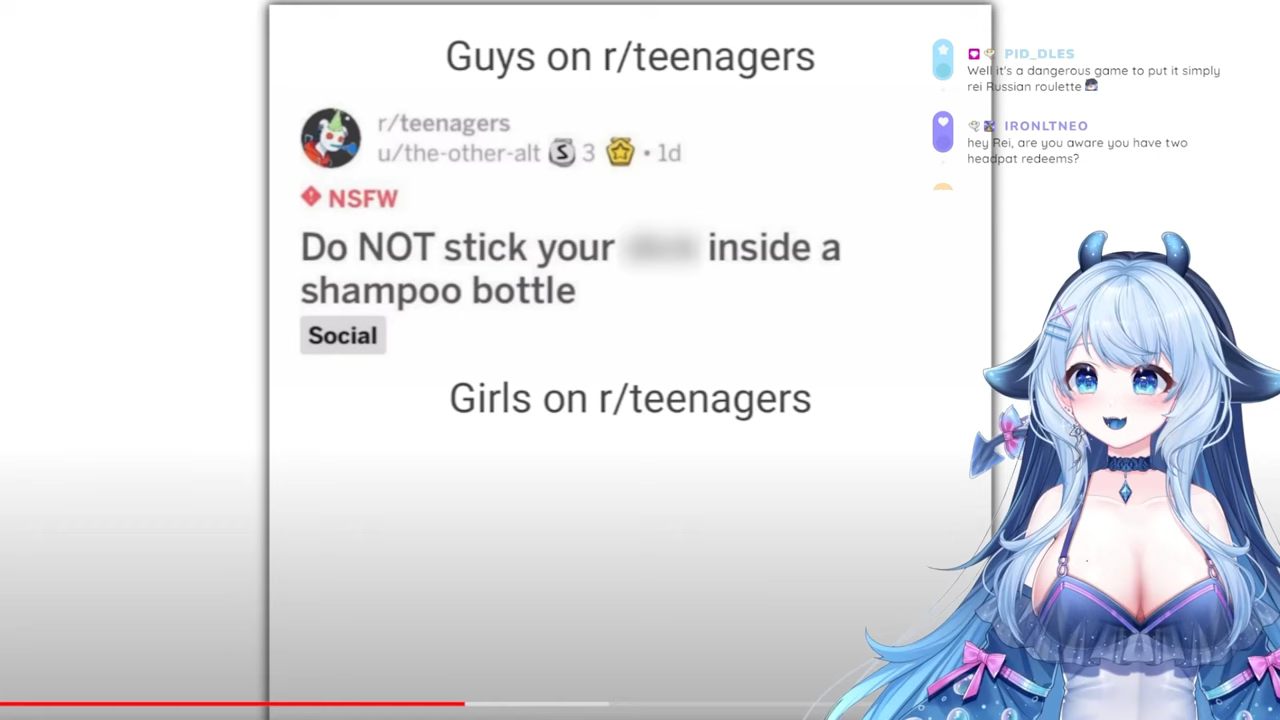 Guys on r/teenagers
r/teenagers
u/the-other-alt S 3 • 1d
NSFW
Do NOT stick your inside a
shampoo bottle
Social
Girls on r/teenagers
PID_DLES
Well it's a dangerous game to put it simply
rei Russian roulette
IRONLTNEO
hey Rei, are you aware you have two
headpat redeems?